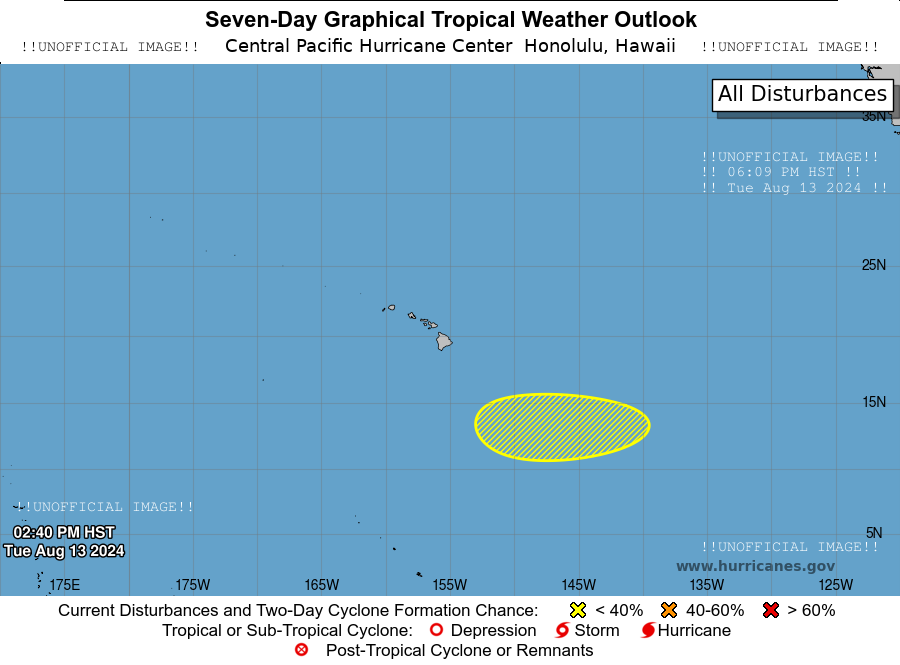 Seven-Day Graphical Tropical Weather Outlook
!!UNOFFICIAL IMAGE!! Central Pacific Hurricane Center Honolulu, Hawaii !!UNOFFICIAL IMAGE!!
All Disturbances
35N
!!UNOFFICIAL IMAGE!!
!! 06:09 PM HST !!
!! Tue Aug 13 2024 !!
25N
15N
!!UNOFFICIAL IMAGE!!
02:40 PM HST
Tue Aug 13 2024
5N
!!UNOFFICIAL IMAGE!!
www.hurricanes.gov
175E 175W 165W 155W 145W 135W 125W
Current Disturbances and Two-Day Cyclone Formation Chance: < 40% 40-60% > 60%
Tropical or Sub-Tropical Cyclone: Depression Storm Hurricane
Post-Tropical Cyclone or Remnants